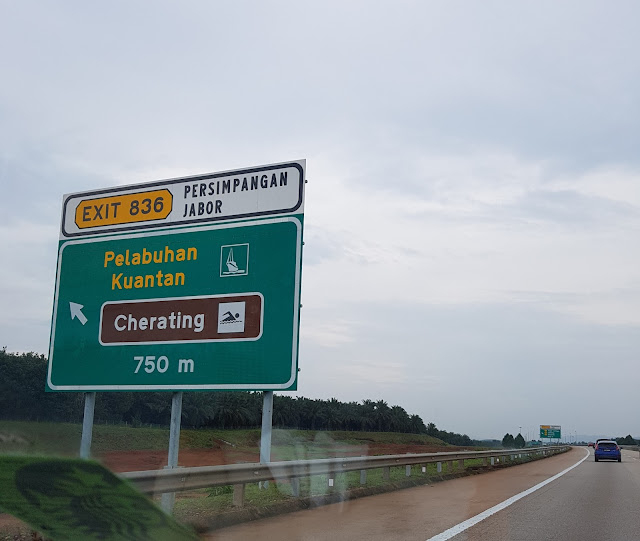 EXIT 836
PERSIMPANGAN
JABOR
Pelabuhan
Kuantan
Cherating
750 m